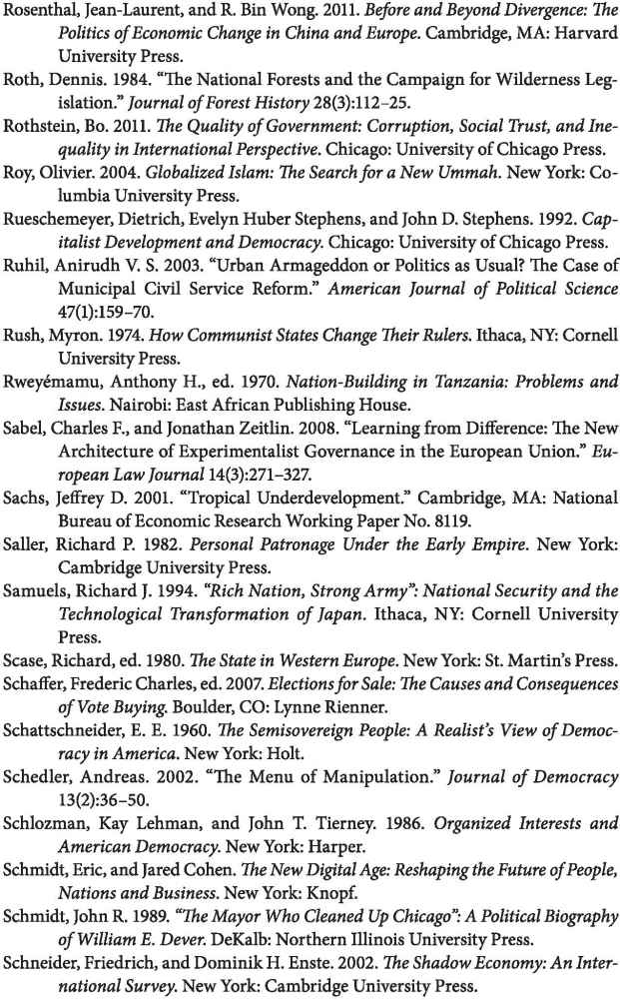 Rosenthal, Jean-Laurent, and R. Bin Wong. 2011. Before and Beyond Divergence: The
Politics of Economic Change in China and Europe. Cambridge, MA: Harvard
University Press.
Roth, Dennis. 1984. “The National Forests and the Campaign for Wilderness Leg-
islation.” Journal of Forest History 28(3):112–25.
Rothstein, Bo. 2011. The Quality of Government: Corruption, Social Trust, and Ine-
quality in International Perspective. Chicago: University of Chicago Press.
Roy, Olivier. 2004. Globalized Islam: The Search for a New Ummah. New York: Co-
lumbia University Press.
Rueschemeyer, Dietrich, Evelyn Huber Stephens, and John D. Stephens. 1992. Cap-
italist Development and Democracy. Chicago: University of Chicago Press.
Ruhil, Anirudh V. S. 2003. “Urban Armageddon or Politics as Usual? The Case of
Municipal Civil Service Reform.” American Journal of Political Science
47(1):159–70.
Rush, Myron. 1974. How Communist States Change Their Rulers. Ithaca, NY: Cornell
University Press.
Rweyémamu, Anthony H., ed. 1970. Nation-Building in Tanzania: Problems and
Issues. Nairobi: East African Publishing House.
Sabel, Charles F., and Jonathan Zeitlin. 2008. “Learning from Difference: The New
Architecture of Experimentalist Governance in the European Union.” Eu-
ropean Law Journal 14(3):271–327.
Sachs, Jeffrey D. 2001. “Tropical Underdevelopment.” Cambridge, MA: National
Bureau of Economic Research Working Paper No. 8119.
Saller, Richard P. 1982. Personal Patronage Under the Early Empire. New York:
Cambridge University Press.
Samuels, Richard J. 1994. “Rich Nation, Strong Army”: National Security and the
Technological Transformation of Japan. Ithaca, NY: Cornell University
Press.
Scase, Richard, ed. 1980. The State in Western Europe. New York: St. Martin’s Press.
Schaffer, Frederic Charles, ed. 2007. Elections for Sale: The Causes and Consequences
of Vote Buying. Boulder, CO: Lynne Rienner.
Schattschneider, E. E. 1960. The Semisovereign People: A Realist’s View of Democ-
racy in America. New York: Holt.
Schedler, Andreas. 2002. “The Menu of Manipulation.” Journal of Democracy
13(2):36–50.
Schlozman, Kay Lehman, and John T. Tierney. 1986. Organized Interests and
American Democracy. New York: Harper.
Schmidt, Eric, and Jared Cohen. The New Digital Age: Reshaping the Future of People,
Nations and Business. New York: Knopf.
Schmidt, John R. 1989. “The Mayor Who Cleaned Up Chicago”: A Political Biography
of William E. Dever. DeKalb: Northern Illinois University Press.
Schneider, Friedrich, and Dominik H. Enste. 2002. The Shadow Economy: An Inter-
national Survey. New York: Cambridge University Press.